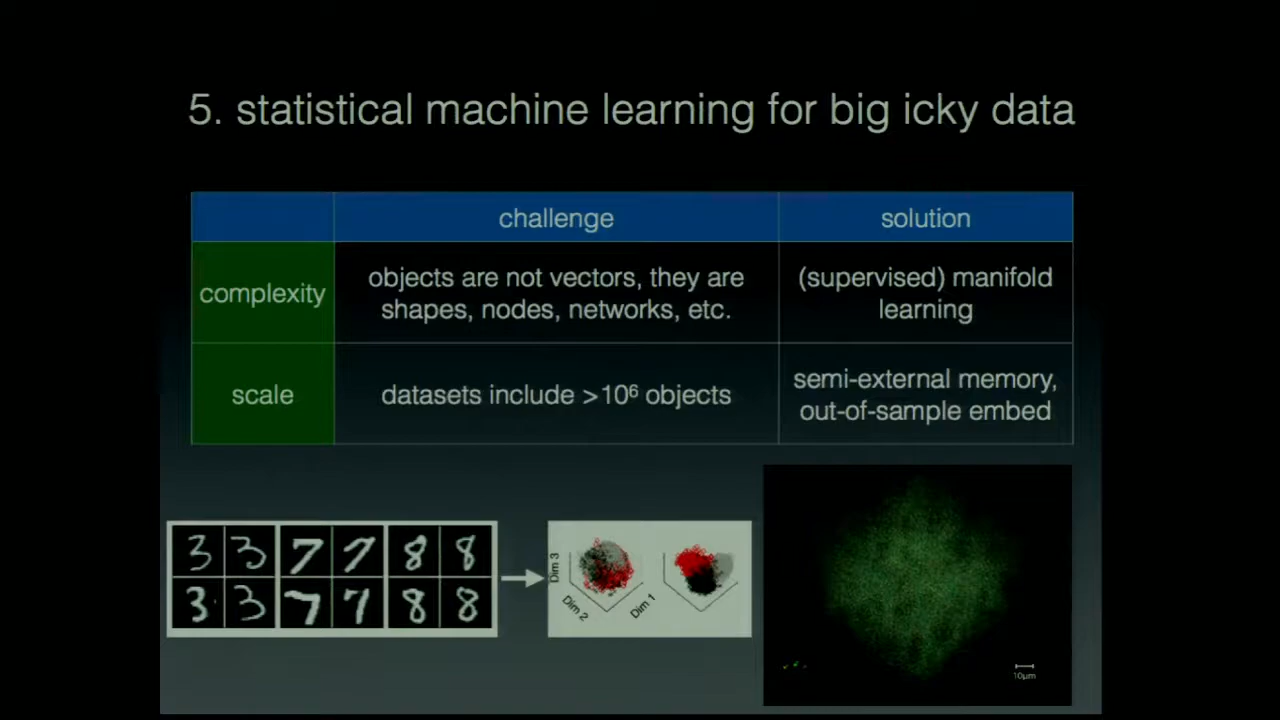 5. statistical machine learning for big icky data
challenge
solution
complexity
objects are not vectors, they are
shapes, nodes, networks, etc.
(supervised) manifold
learning
scale
datasets include >10⁶ objects
semi-external memory,
out-of-sample embed
3 3 7 7 8 8
3 3 7 7 8 8
Dim 3
Dim 2
Dim 1
10µm